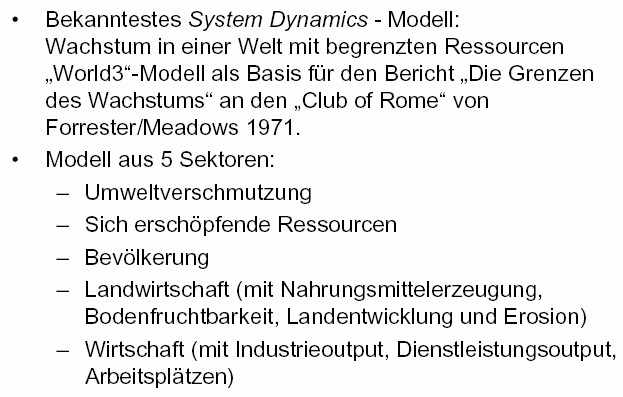 • Bekanntestes System Dynamics - Modell:
Wachstum in einer Welt mit begrenzten Ressourcen
„World3“-Modell als Basis für den Bericht „Die Grenzen
des Wachstums“ an den „Club of Rome“ von
Forrester/Meadows 1971.
• Modell aus 5 Sektoren:
– Umweltverschmutzung
– Sich erschöpfende Ressourcen
– Bevölkerung
– Landwirtschaft (mit Nahrungsmittelerzeugung,
Bodenfruchtbarkeit, Landentwicklung und Erosion)
– Wirtschaft (mit Industrieoutput, Dienstleistungsoutput,
Arbeitsplätzen)